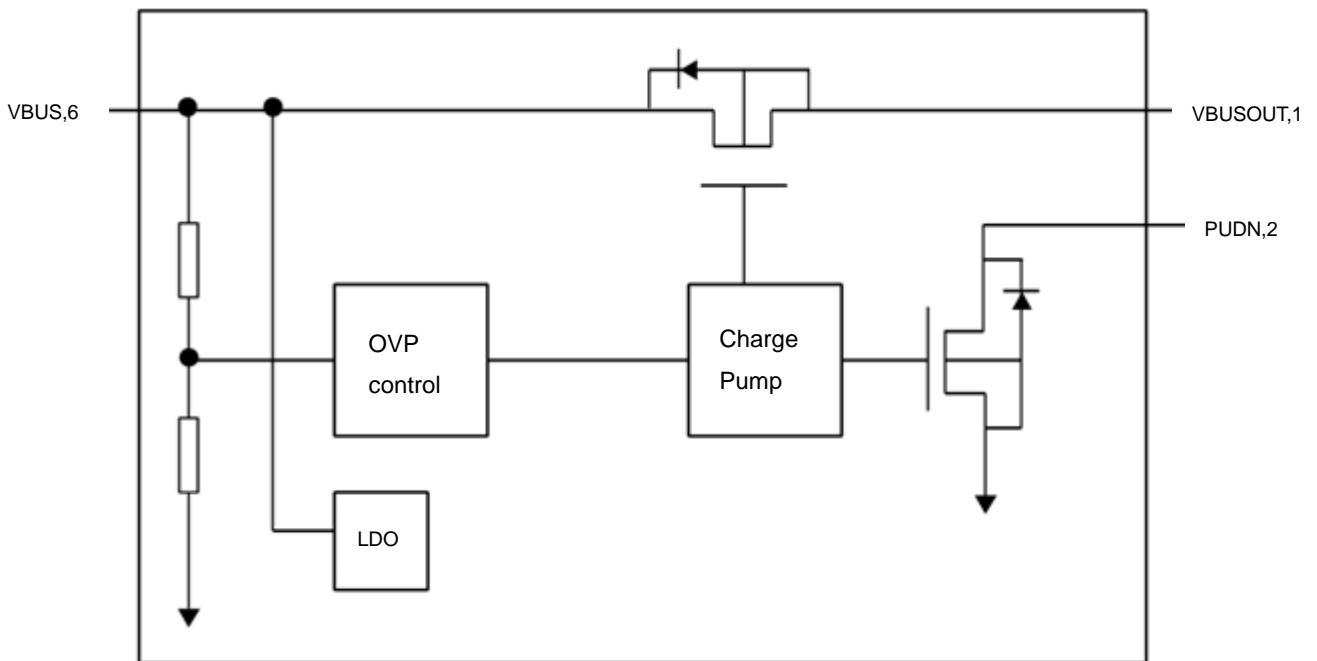 VBUS,6
VBUSOUT,1
PUDN,2
OVP
control
Charge
Pump
LDO